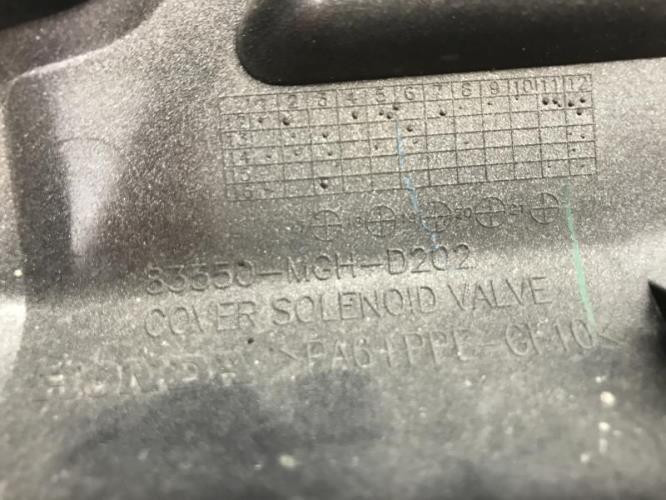 1 2 3 4 5 6 7 8 9 10 11 12
83550-MGH-D202
COVER SOLENOID VALVE
>PA6+PPE-GF10<